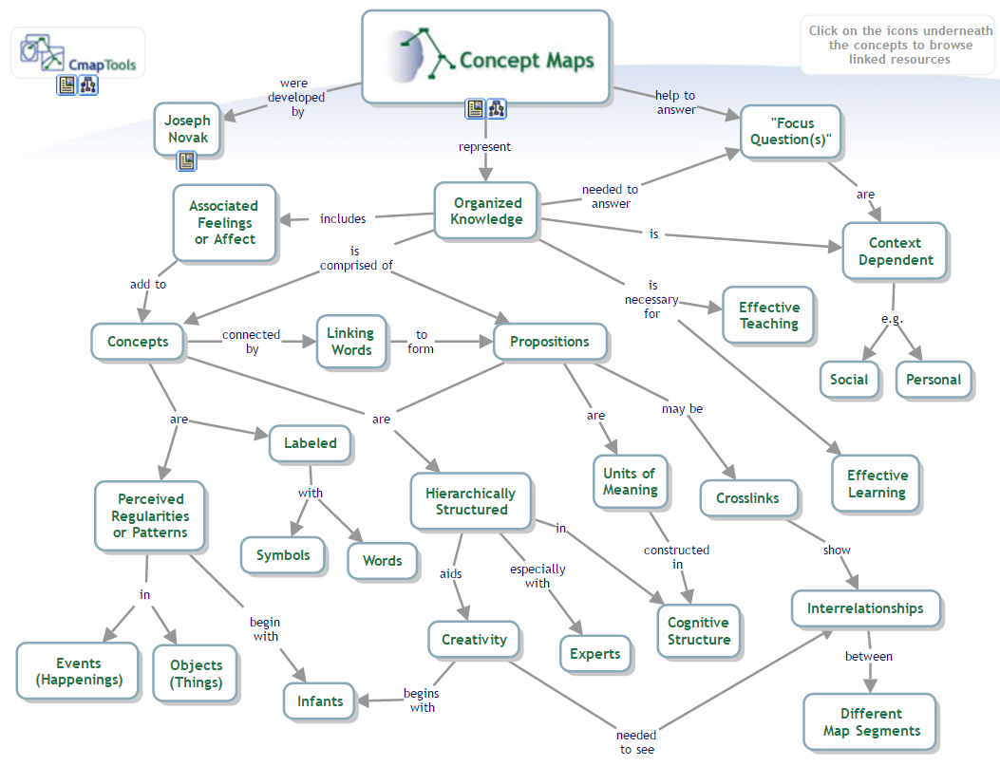 CmapTools
Concept Maps
Click on the icons underneath
the concepts to browse
linked resources
were
developed
by
help to
answer
Joseph
Novak
"Focus
Question(s)"
represent
Associated
Feelings
or Affect
includes
Organized
Knowledge
needed to
answer
are
is
Context
Dependent
is
comprised of
add to
is
necessary
for
Effective
Teaching
e.g.
Concepts
connected
by
Linking
Words
to
form
Propositions
Social
Personal
are
Labeled
are
are
may be
with
Perceived
Regularities
or Patterns
Hierarchically
Structured
Units of
Meaning
Crosslinks
Effective
Learning
Symbols
Words
in
constructed
in
show
aids
especially
with
in
begin
with
Interrelationships
Creativity
Experts
Cognitive
Structure
between
Events
(Happenings)
Objects
(Things)
Infants
begins
with
needed
to see
Different
Map Segments